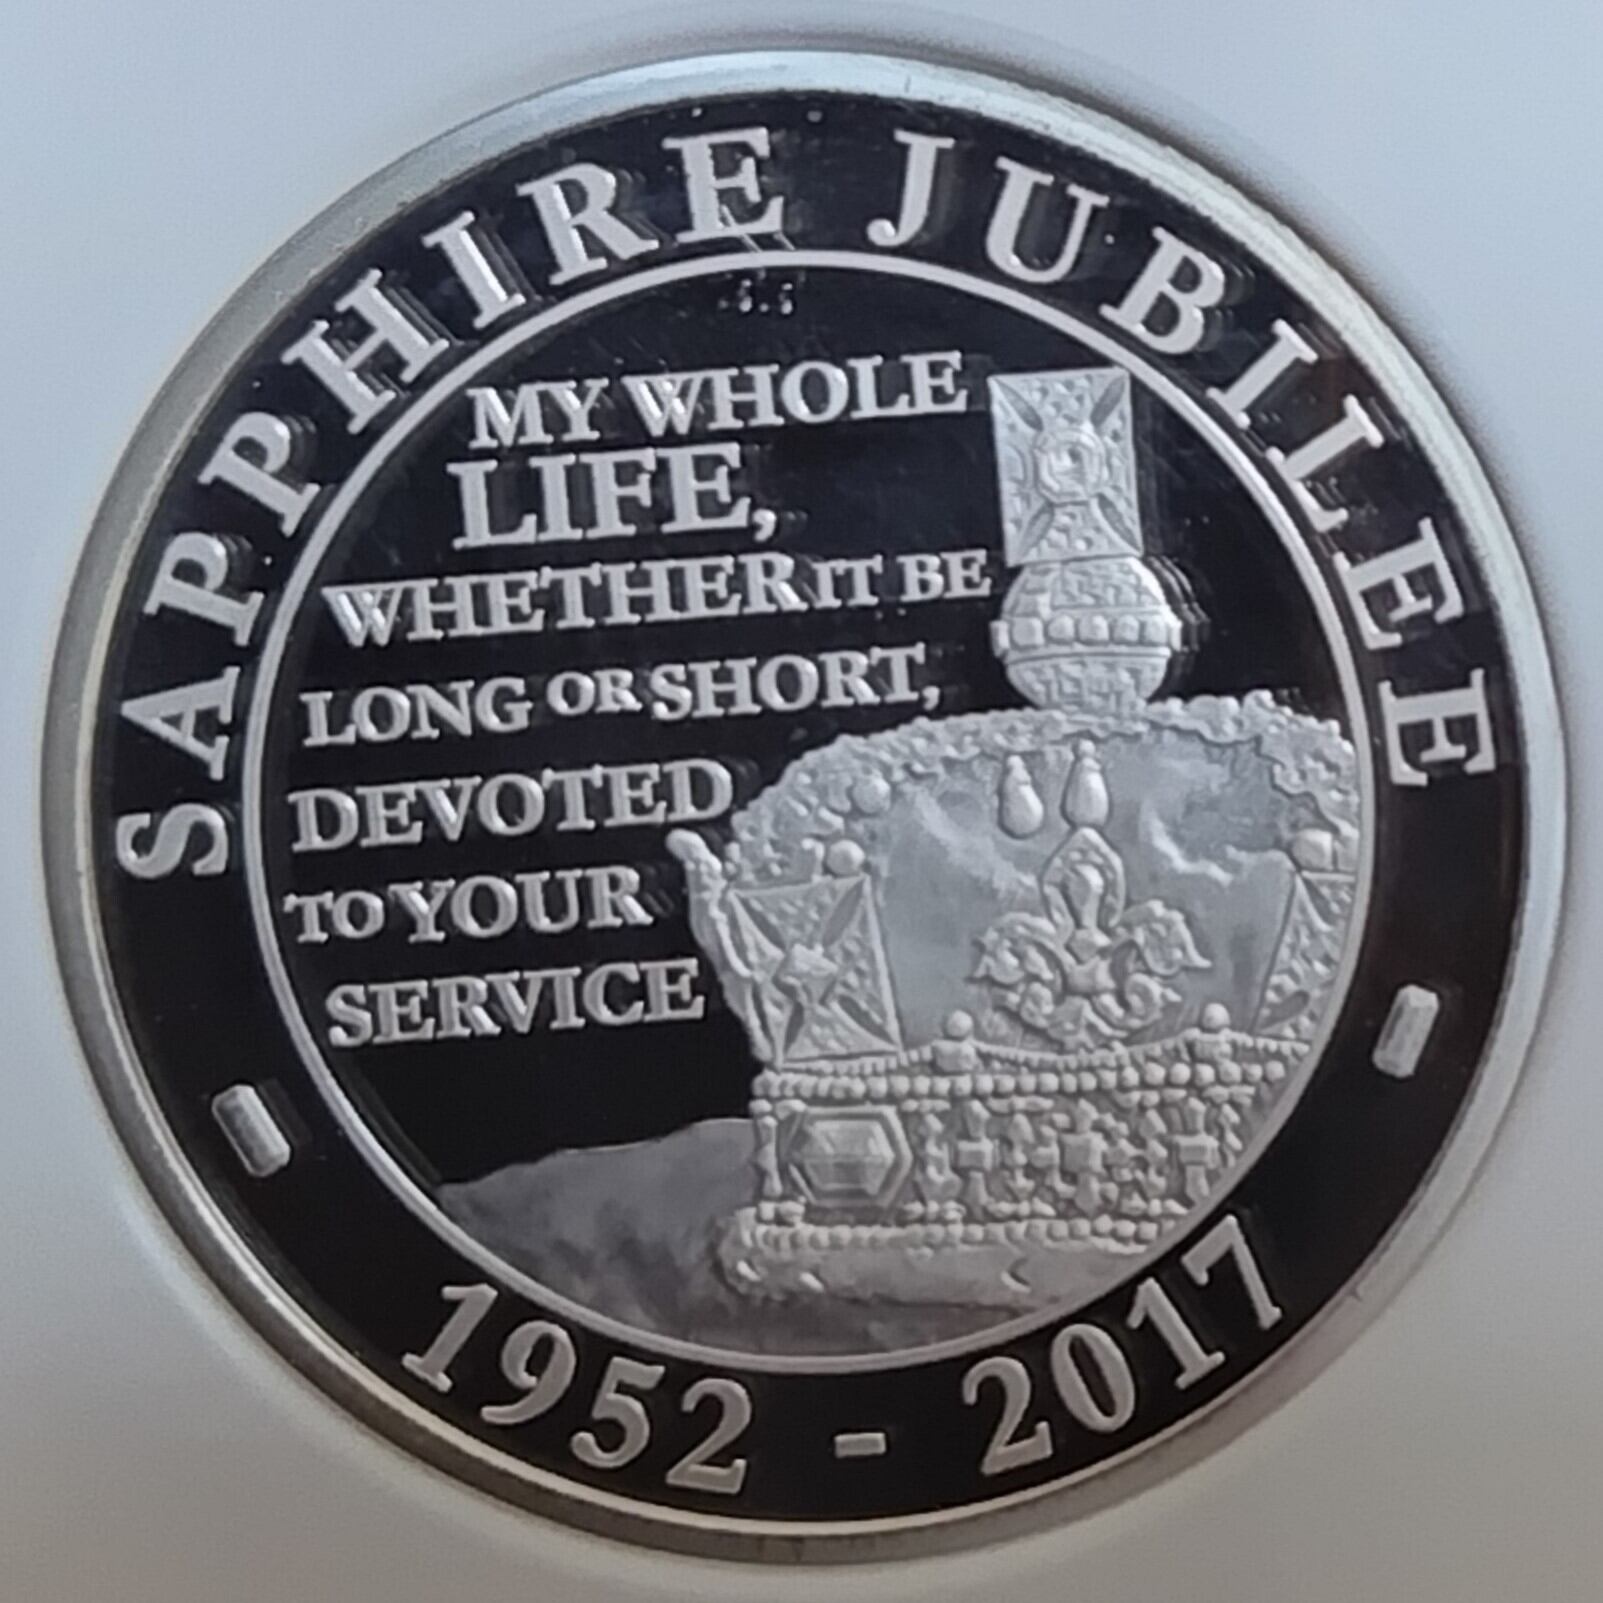 SAPPHIRE JUBILEE
MY WHOLE
LIFE,
WHETHER IT BE
LONG OR SHORT,
DEVOTED
TO YOUR
SERVICE
1952 - 2017